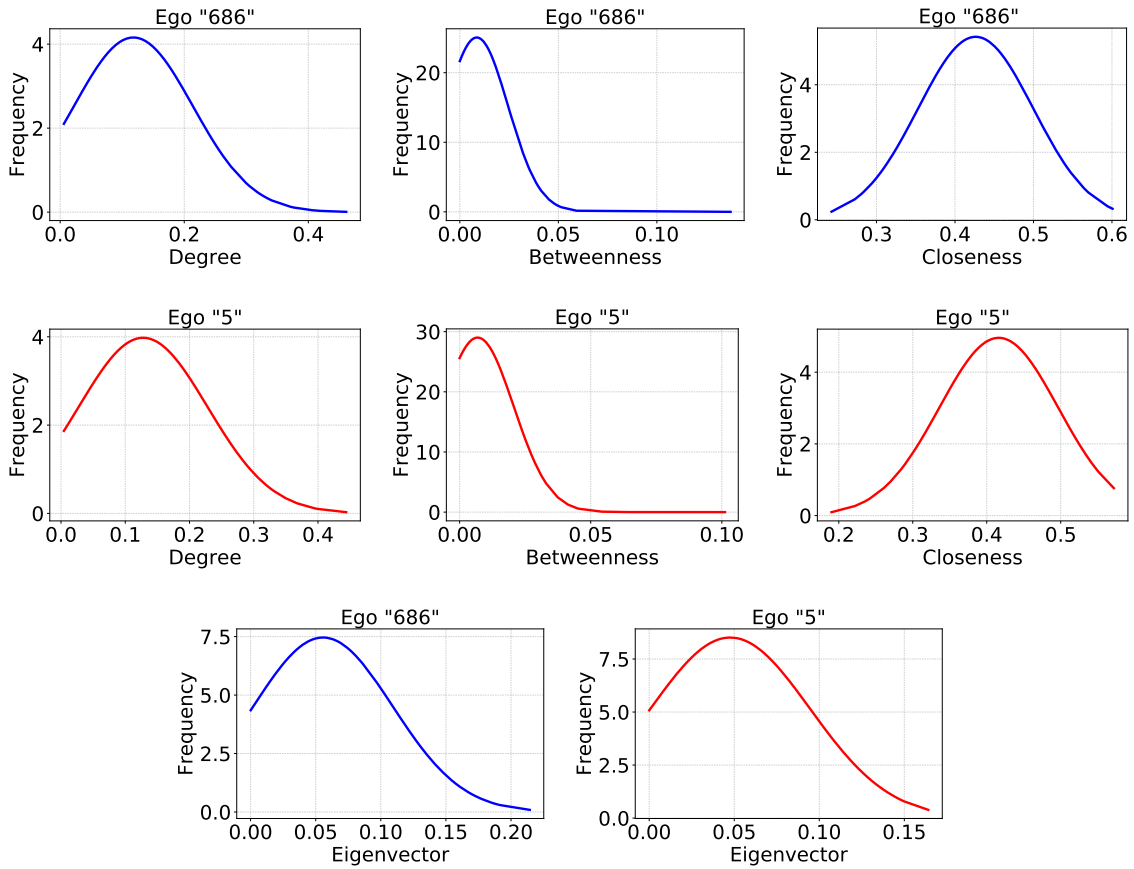 Ego "686"
Frequency
4
2
0
0.0 0.2 0.4
Degree
Ego "686"
Frequency
20
10
0
0.00 0.05 0.10
Betweenness
Ego "686"
Frequency
4
2
0
0.3 0.4 0.5 0.6
Closeness
Ego "5"
Frequency
4
2
0
0.0 0.1 0.2 0.3 0.4
Degree
Ego "5"
Frequency
30
20
10
0
0.00 0.05 0.10
Betweenness
Ego "5"
Frequency
4
2
0
0.2 0.3 0.4 0.5
Closeness
Ego "686"
Frequency
7.5
5.0
2.5
0.0
0.00 0.05 0.10 0.15 0.20
Eigenvector
Ego "5"
Frequency
7.5
5.0
2.5
0.0
0.00 0.05 0.10 0.15
Eigenvector